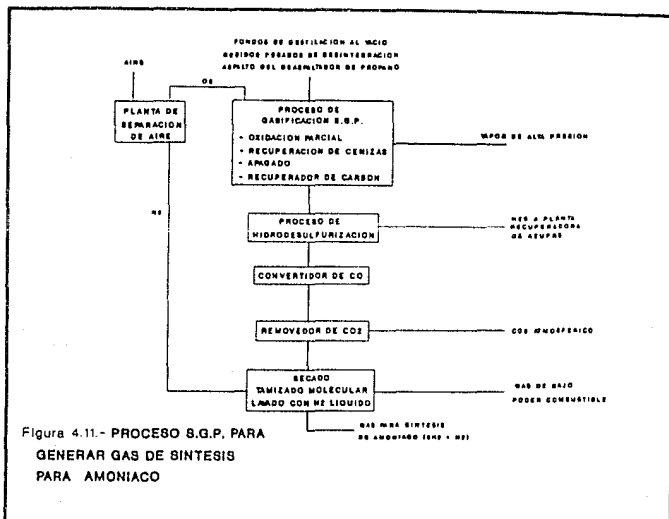 FONDOS DE DESTILACION AL VACIO
RESIDOS PESADOS DE DESINTEGRACION
ASFALTO DEL DEASFALTADOR DE PROPANO
AIRE
O2
PLANTA DE
SEPARACION
DE AIRE
PROCESO DE
GASIFICACIÓN S.G.P.
- OXIDACION PARCIAL
- RECUPERACION DE CENIZAS
- APAGADO
- RECUPERADOR DE CARBON
VAPOR DE ALTA PRESION
N2
PROCESO DE
HIDRODESULFURIZACIÓN
H2S A PLANTA
RECUPERADORA
DE AZUFRE
CONVERTIDOR DE CO
REMOVEDOR DE CO2
CO2 ATMOSFERICO
SECADO
TAMIZADO MOLECULAR
LAVADO CON N2 LIQUIDO
GAS DE BAJO
PODER COMBUSTIBLE
GAS PARA SINTESIS
DE AMONIACO (3H2 + N2)
Figura 4.11.- PROCESO S.G.P. PARA
GENERAR GAS DE SINTESIS
PARA AMONIACO